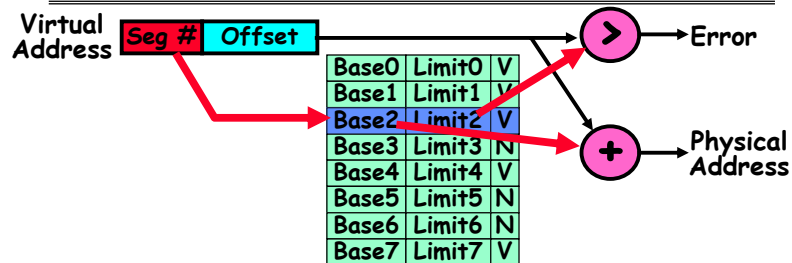 Virtual Address
Seg # Offset
> Error
Base0 Limit0 V
Base1 Limit1 V
Base2 Limit2 V
Base3 Limit3 N
Base4 Limit4 V
Base5 Limit5 N
Base6 Limit6 N
Base7 Limit7 V
+ Physical
Address